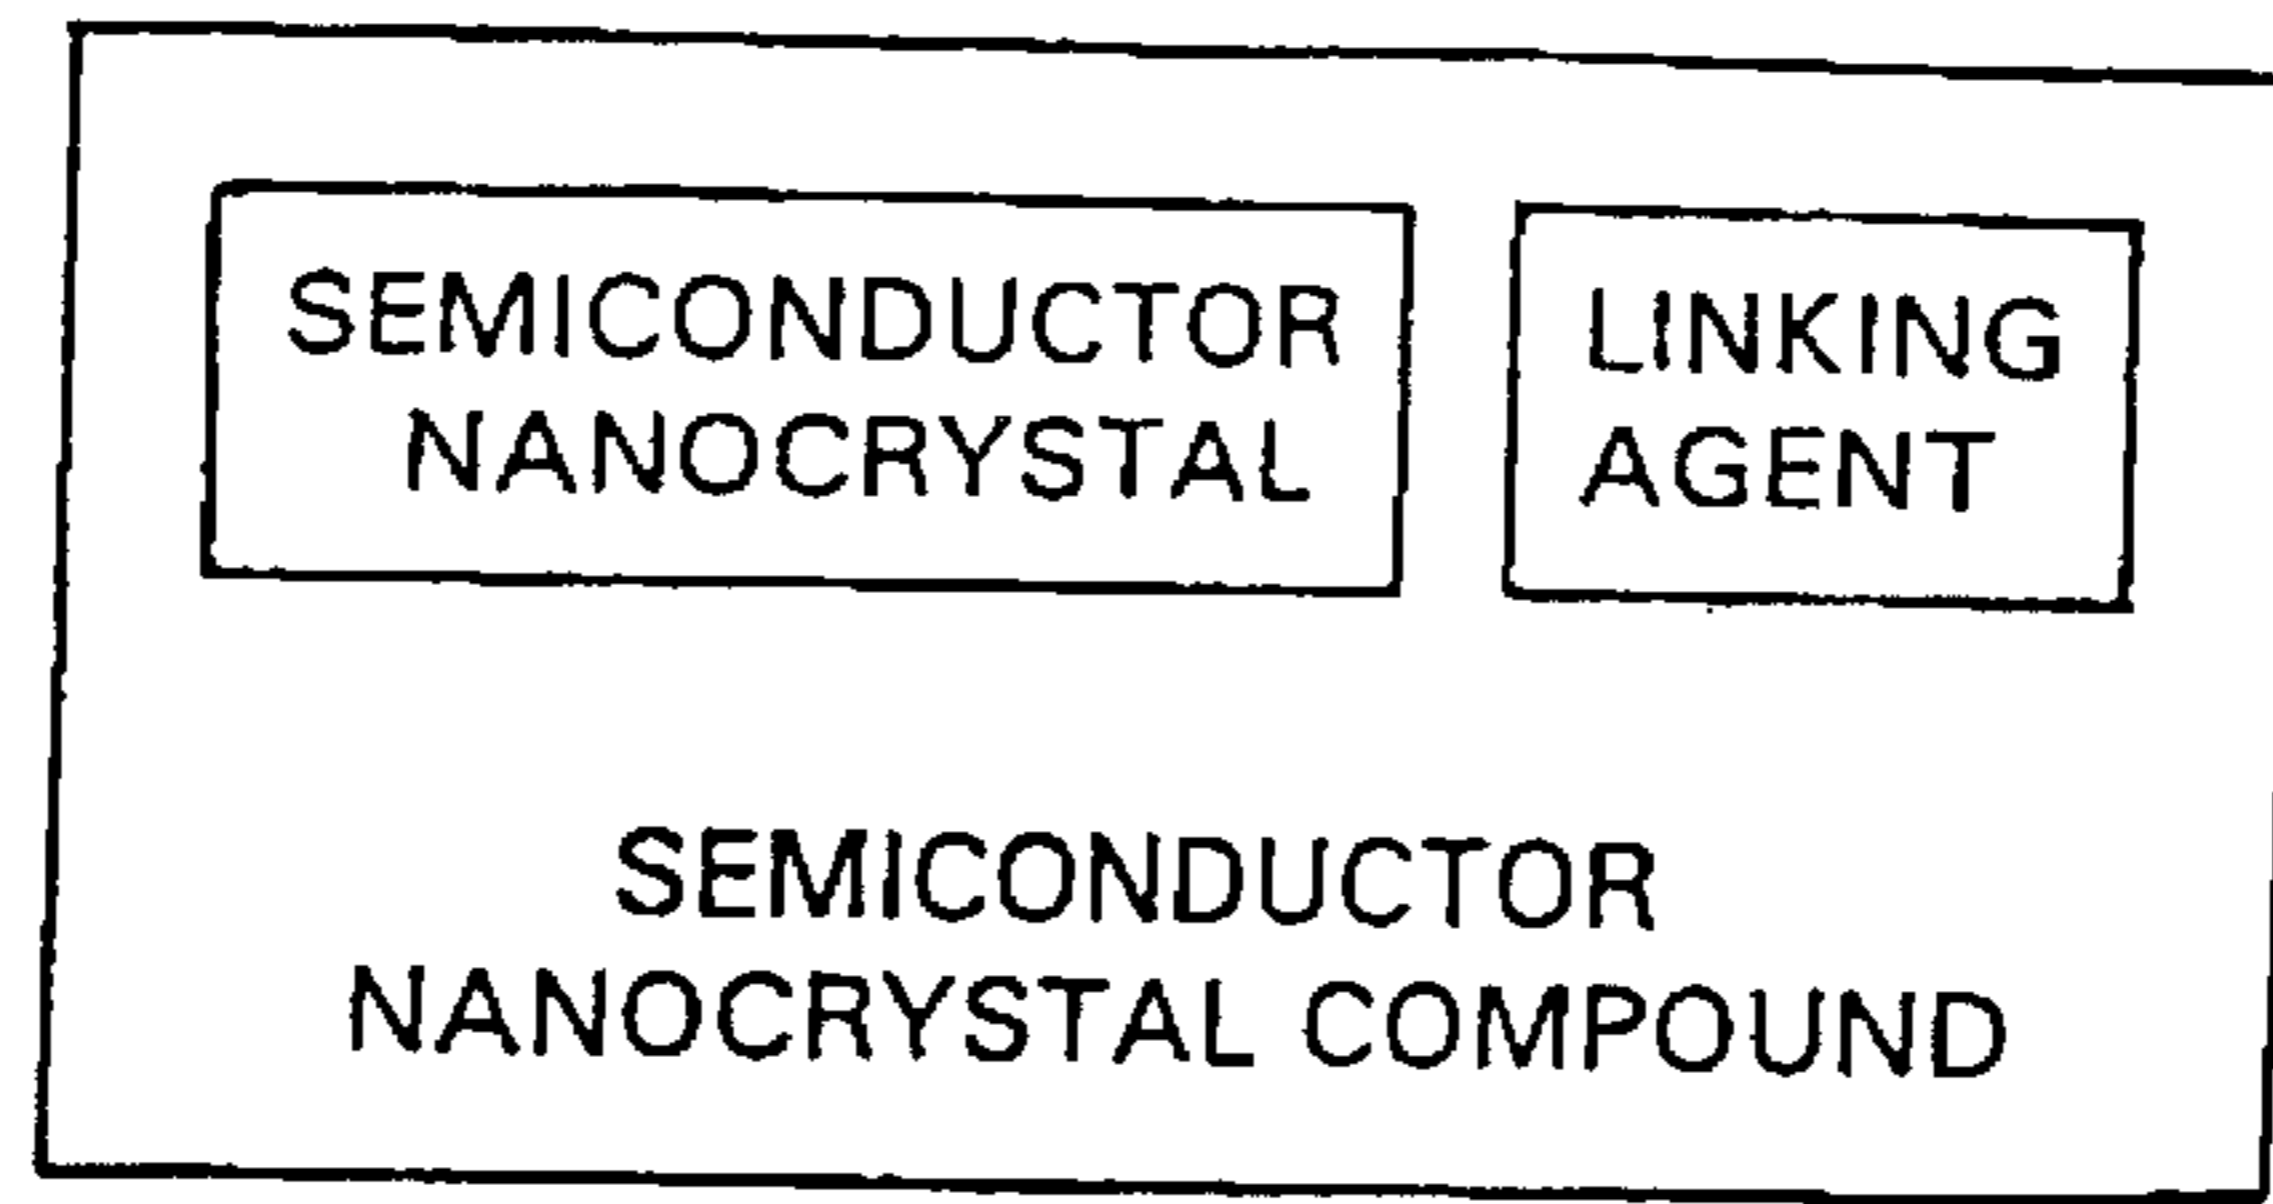 SEMICONDUCTOR
NANOCRYSTAL
LINKING
AGENT
SEMICONDUCTOR
NANOCRYSTAL COMPOUND